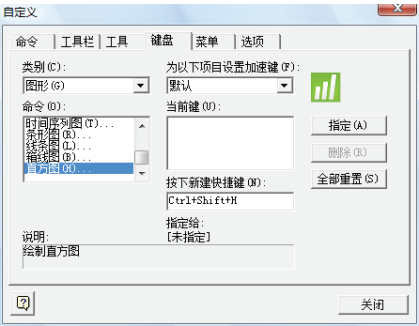 自定义
命令 工具栏 工具 键盘 菜单 选项
类别(C):
图形(G)
命令(O):
时间序列图(T)...
条形图(R)...
线条图(L)...
箱线图(B)...
直方图(H)...
为以下项目设置加速键(F):
默认
当前键(U):
按下新建快捷键(N):
Ctrl+Shift+H
指定给:
[未指定]
指定(A)
删除(R)
全部重置(S)
说明:
绘制直方图
关闭